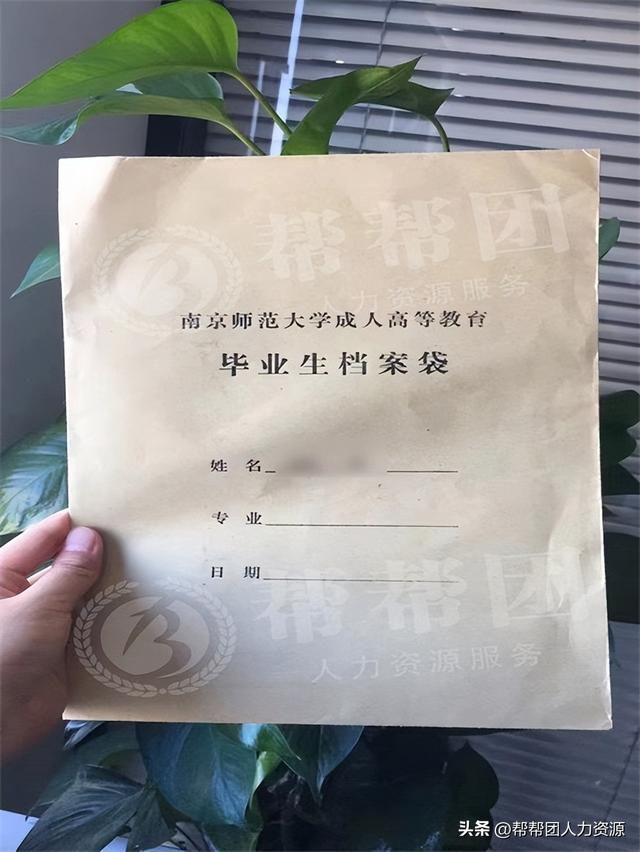 帮帮团
人力资源服务
南京师范大学成人高等教育
毕业生档案袋
姓名
专业
日期
帮帮团
人力资源服务
头条 @帮帮团人力资源